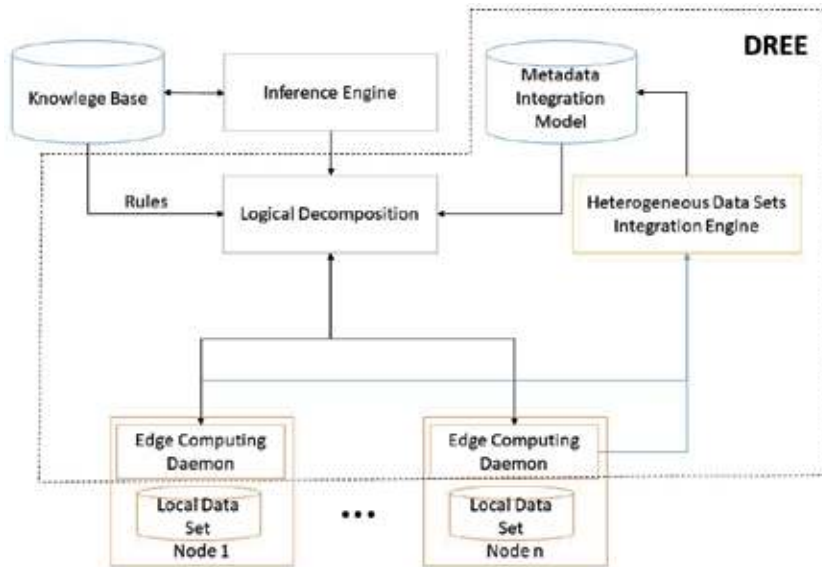 DREE
Knowlege Base
Inference Engine
Metadata
Integration
Model
Rules
Logical Decomposition
Heterogeneous Data Sets
Integration Engine
Edge Computing
Daemon
Edge Computing
Daemon
Local Data
Set
Node 1
•••
Local Data
Set
Node n